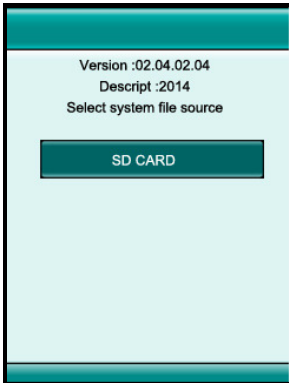 Version :02.04.02.04
Descript :2014
Select system file source
SD CARD